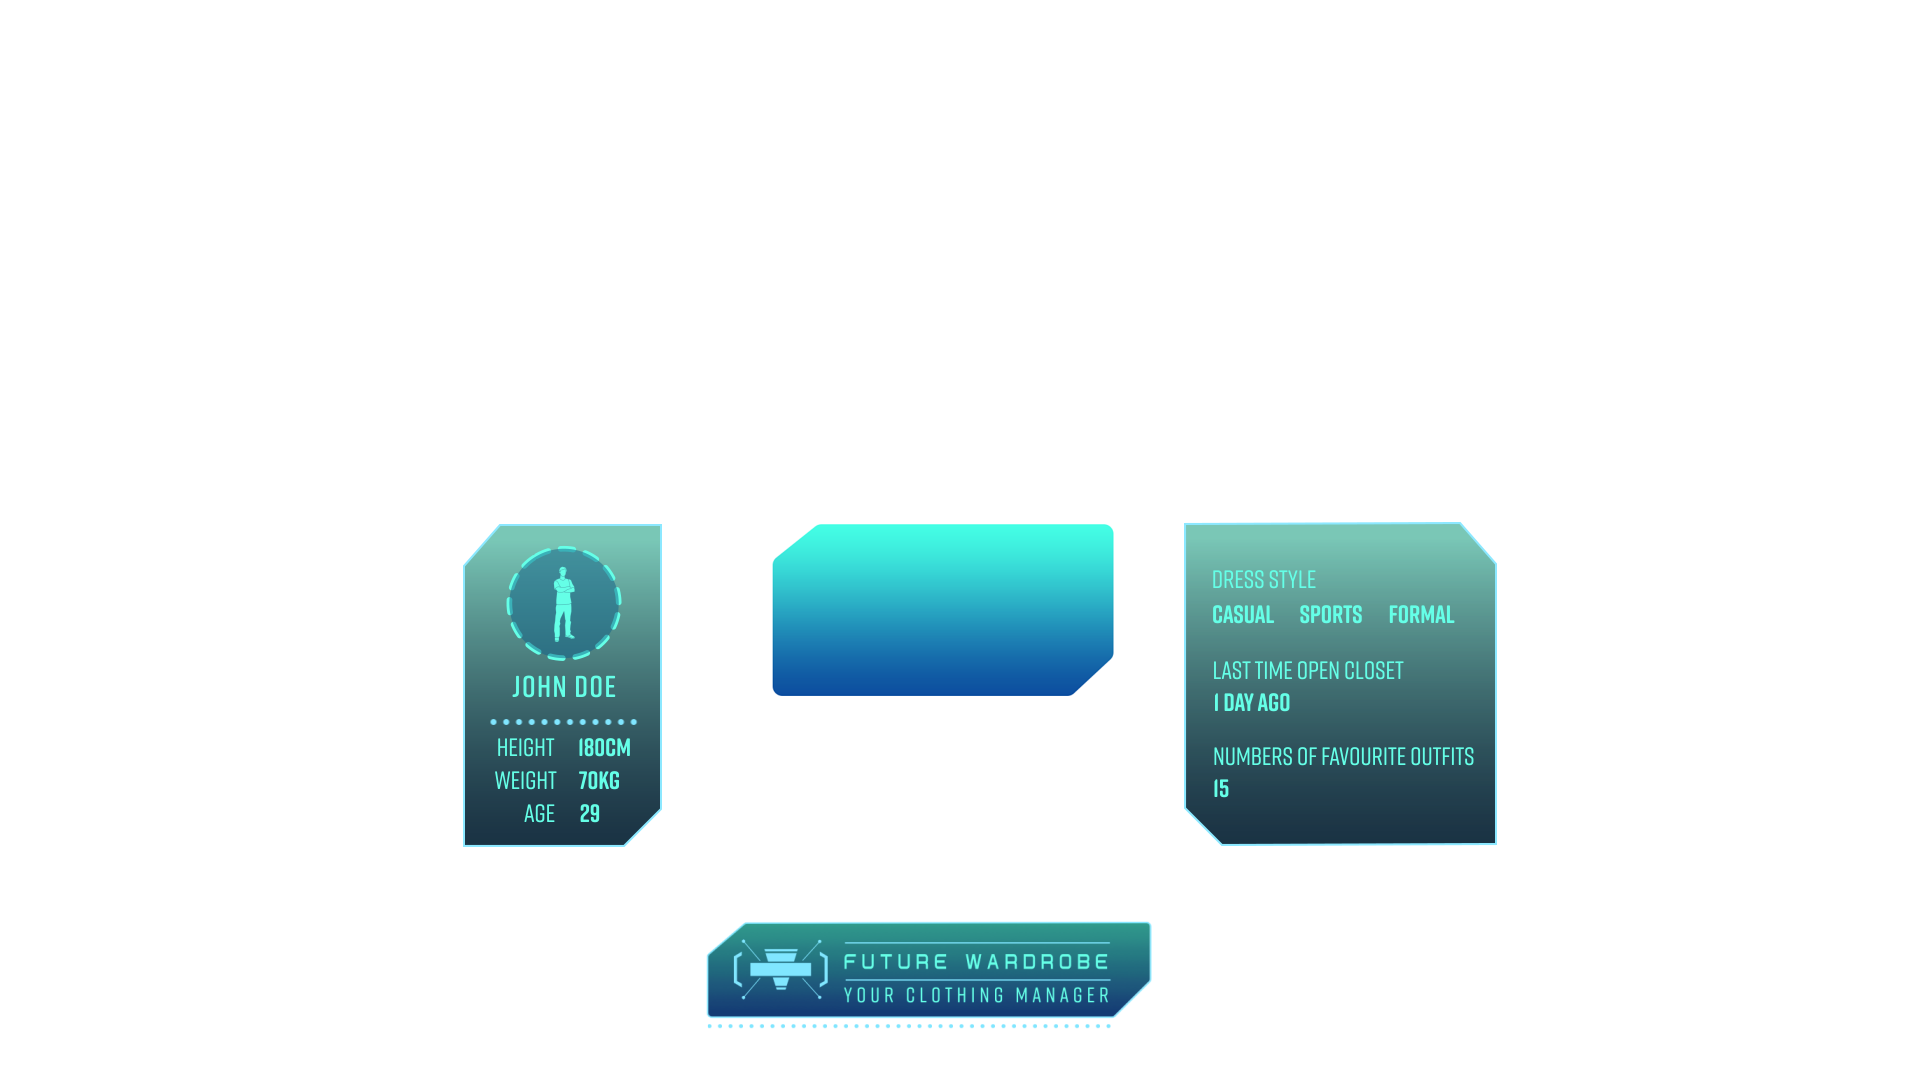 JOHN DOE
HEIGHT 180CM
WEIGHT 70KG
AGE 29
DRESS STYLE
CASUAL SPORTS FORMAL
LAST TIME OPEN CLOSET
1 DAY AGO
NUMBERS OF FAVOURITE OUTFITS
15
FUTURE WARDROBE
YOUR CLOTHING MANAGER